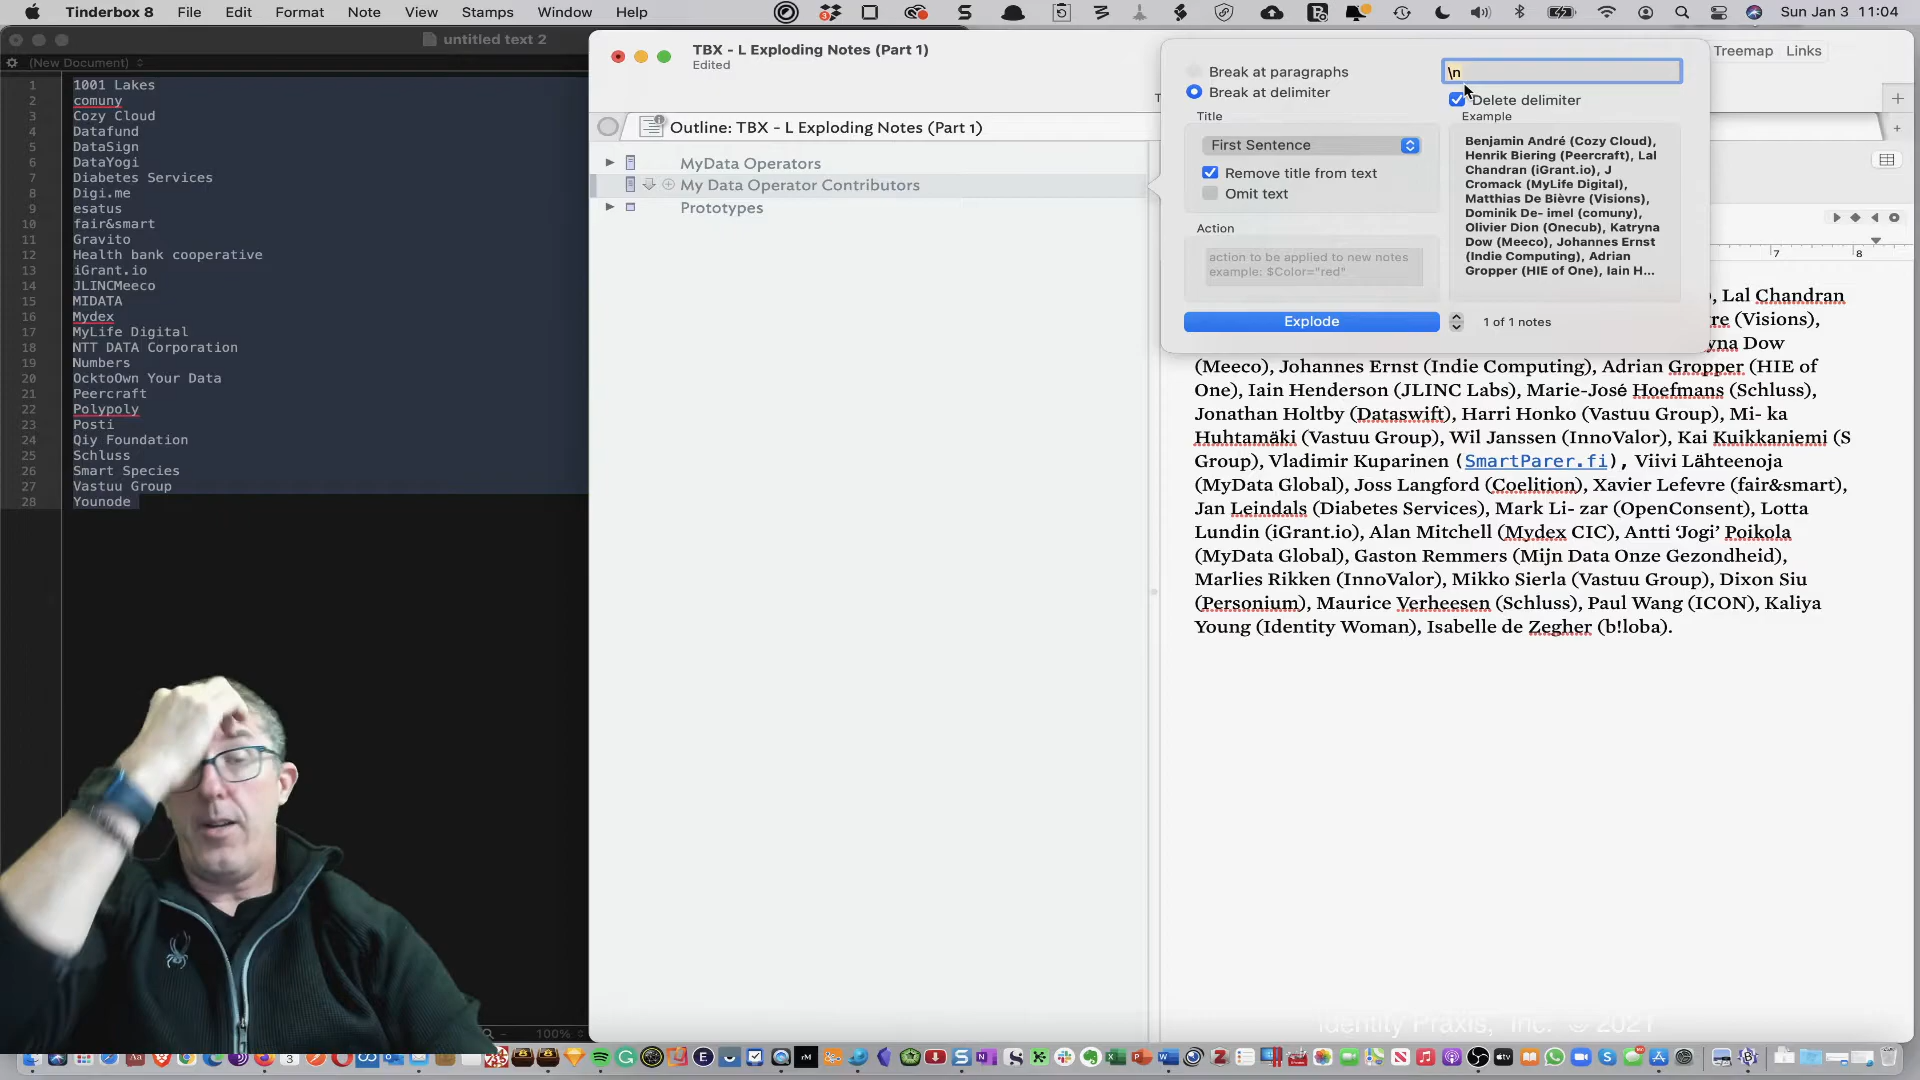 Tinderbox 8 File Edit Format Note View Stamps Window Help
Sun Jan 3 11:04
untitled text 2
(New Document)
1 1001 Lakes
2 comuny
3 Cozy Cloud
4 Datafund
5 DataSign
6 DataYogi
7 Diabetes Services
8 Digi.me
9 esatus
10 fair&smart
11 Gravito
12 Health bank cooperative
13 iGrant.io
14 JLINCMeeco
15 MIDATA
16 Mydex
17 MyLife Digital
18 NTT DATA Corporation
19 Numbers
20 OcktoOwn Your Data
21 Peercraft
22 Polypoly
23 Posti
24 Qiy Foundation
25 Schluss
26 Smart Species
27 Vastuu Group
28 Younode
100%
TBX - L Exploding Notes (Part 1)
Edited
Treemap Links
Outline: TBX - L Exploding Notes (Part 1)
MyData Operators
My Data Operator Contributors
Prototypes
Break at paragraphs
Break at delimiter
\n
Delete delimiter
Title
First Sentence
Remove title from text
Omit text
Action
action to be applied to new notes
example: $Color="red"
Explode
Example
Benjamin André (Cozy Cloud),
Henrik Biering (Peercraft), Lal
Chandran (iGrant.io), J
Cromack (MyLife Digital),
Matthias De Bièvre (Visions),
Dominik De- imel (comuny),
Olivier Dion (Onecub), Katryna
Dow (Meeco), Johannes Ernst
(Indie Computing), Adrian
Gropper (HIE of One), Iain H...
1 of 1 notes
7 8
, Lal Chandran
re (Visions),
yna Dow
(Meeco), Johannes Ernst (Indie Computing), Adrian Gropper (HIE of
One), Iain Henderson (JLINC Labs), Marie-José Hoefmans (Schluss),
Jonathan Holtby (Dataswift), Harri Honko (Vastuu Group), Mi- ka
Huhtamäki (Vastuu Group), Wil Janssen (InnoValor), Kai Kuikkaniemi (S
Group), Vladimir Kuparinen (SmartParer.fi), Viivi Lähteenoja
(MyData Global), Joss Langford (Coelition), Xavier Lefevre (fair&smart),
Jan Leindals (Diabetes Services), Mark Li- zar (OpenConsent), Lotta
Lundin (iGrant.io), Alan Mitchell (Mydex CIC), Antti ‘Jogi’ Poikola
(MyData Global), Gaston Remmers (Mijn Data Onze Gezondheid),
Marlies Rikken (InnoValor), Mikko Sierla (Vastuu Group), Dixon Siu
(Personium), Maurice Verheesen (Schluss), Paul Wang (ICON), Kaliya
Young (Identity Woman), Isabelle de Zegher (b!loba).
Identity Praxis, Inc. © 2021